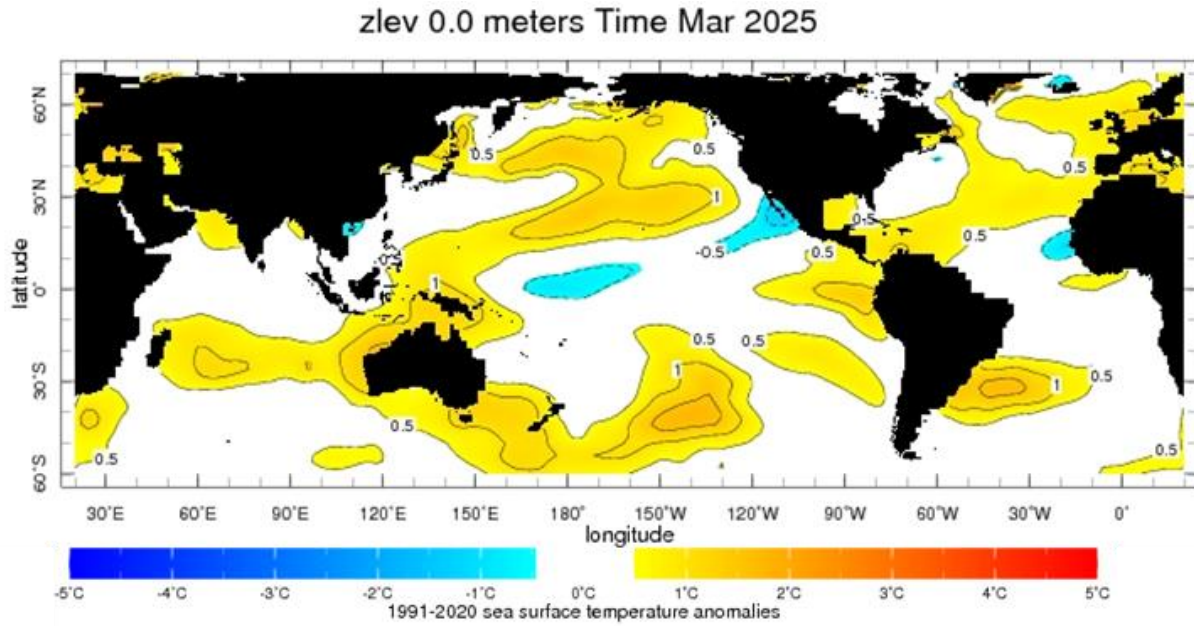 zlev 0.0 meters Time Mar 2025
latitude
60°N
30°N
0°
30°S
60°S
0.5
0.5
1
-0.5
-0.5
0.5
0.5
0.5
0.5
1
0.5
0.5
1
0.5
1
0.5
0.5
0.5
30°E 60°E 90°E 120°E 150°E 180° 150°W 120°W 90°W 60°W 30°W 0°
longitude
-5°C -4°C -3°C -2°C -1°C 0°C 1°C 2°C 3°C 4°C 5°C
1991-2020 sea surface temperature anomalies